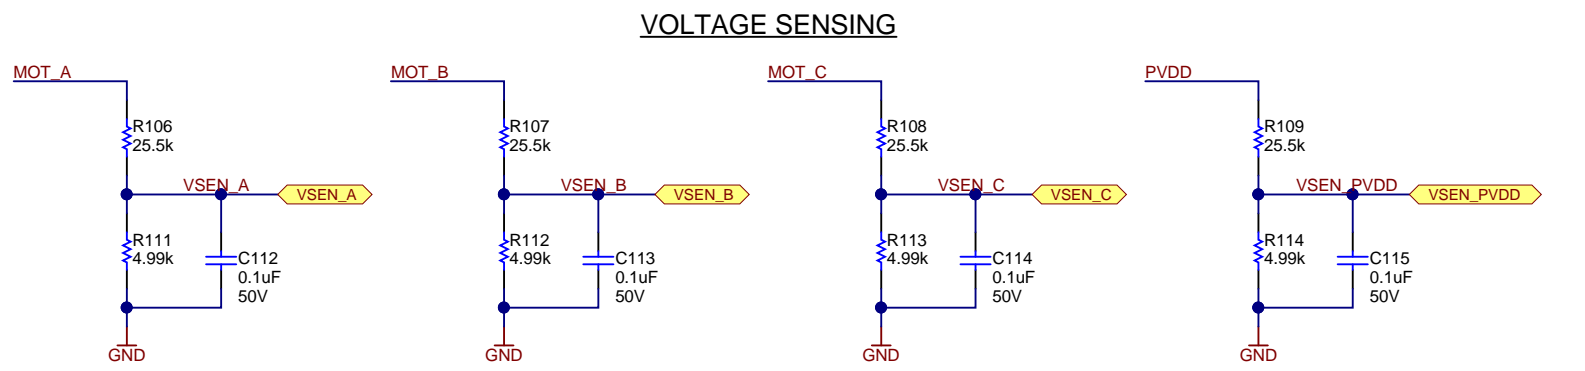 VOLTAGE SENSING
MOT_A
R106
25.5k
VSEN_A
VSEN_A
R111
4.99k
C112
0.1uF
50V
GND
MOT_B
R107
25.5k
VSEN_B
VSEN_B
R112
4.99k
C113
0.1uF
50V
GND
MOT_C
R108
25.5k
VSEN_C
VSEN_C
R113
4.99k
C114
0.1uF
50V
GND
PVDD
R109
25.5k
VSEN_PVDD
VSEN_PVDD
R114
4.99k
C115
0.1uF
50V
GND